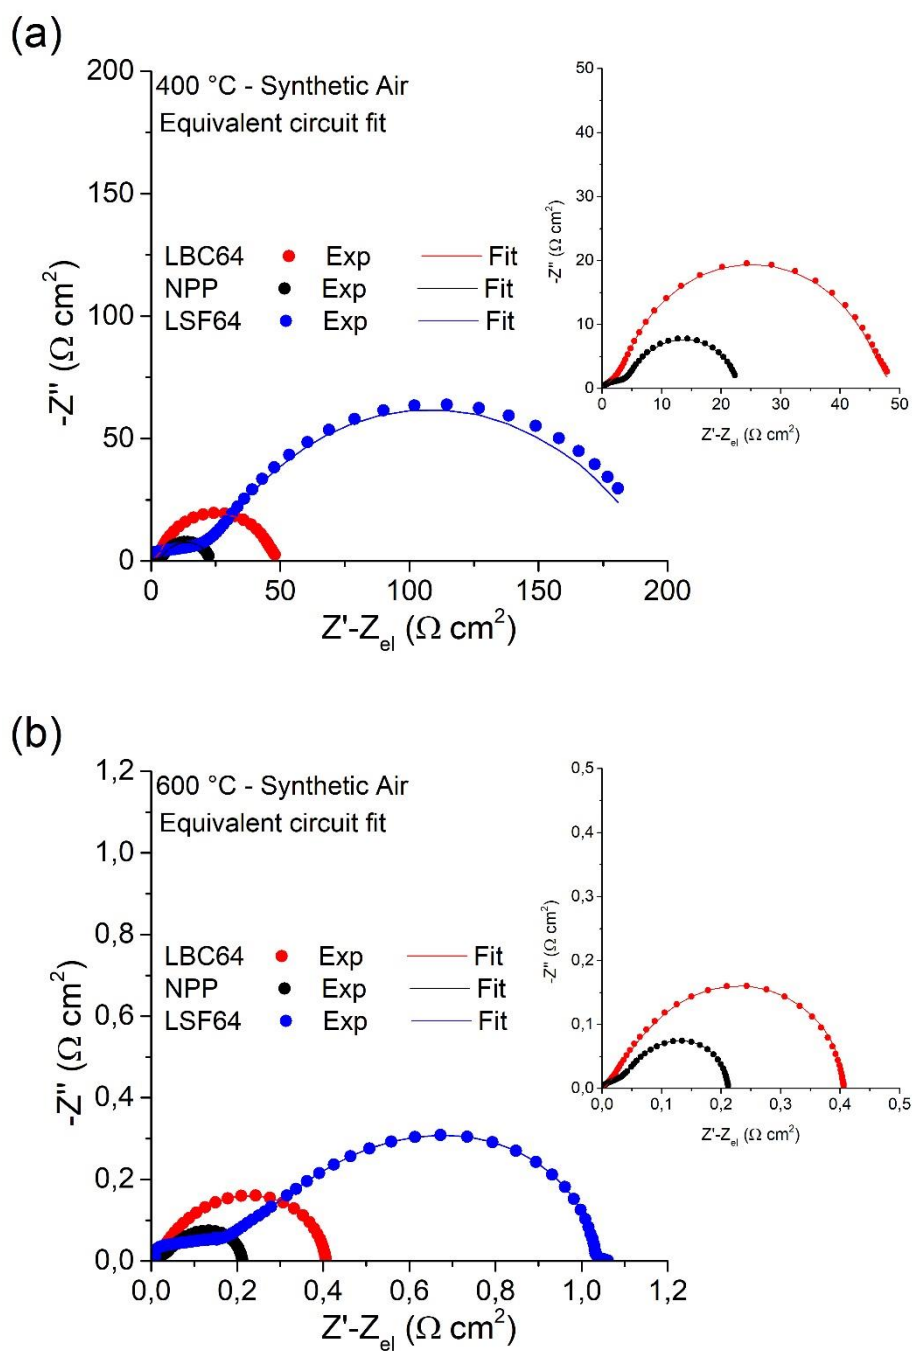 (a)
400 °C - Synthetic Air
Equivalent circuit fit
LBC64 Exp Fit
NPP Exp Fit
LSF64 Exp Fit
-Z" (Ω cm²)
200
150
100
50
0
0 50 100 150 200
Z'-Zel (Ω cm²)
-Z" (Ω cm²)
50
40
30
20
10
0
0 10 20 30 40 50
Z'-Zel (Ω cm²)
(b)
600 °C - Synthetic Air
Equivalent circuit fit
LBC64 Exp Fit
NPP Exp Fit
LSF64 Exp Fit
-Z" (Ω cm²)
1,2
1,0
0,8
0,6
0,4
0,2
0,0
0,0 0,2 0,4 0,6 0,8 1,0 1,2
Z'-Zel (Ω cm²)
-Z" (Ω cm²)
0,5
0,4
0,3
0,2
0,1
0,0
0,0 0,1 0,2 0,3 0,4 0,5
Z'-Zel (Ω cm²)